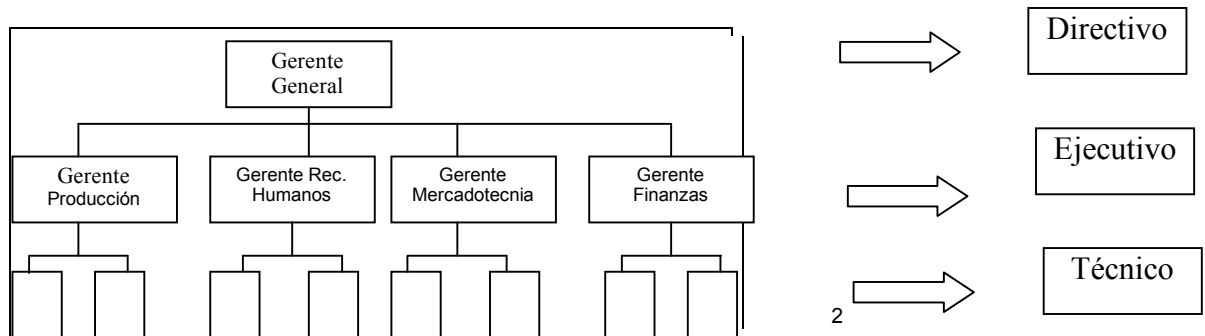 Gerente
General
Directivo
Gerente
Producción
Gerente Rec.
Humanos
Gerente
Mercadotecnia
Gerente
Finanzas
Ejecutivo
2
Técnico